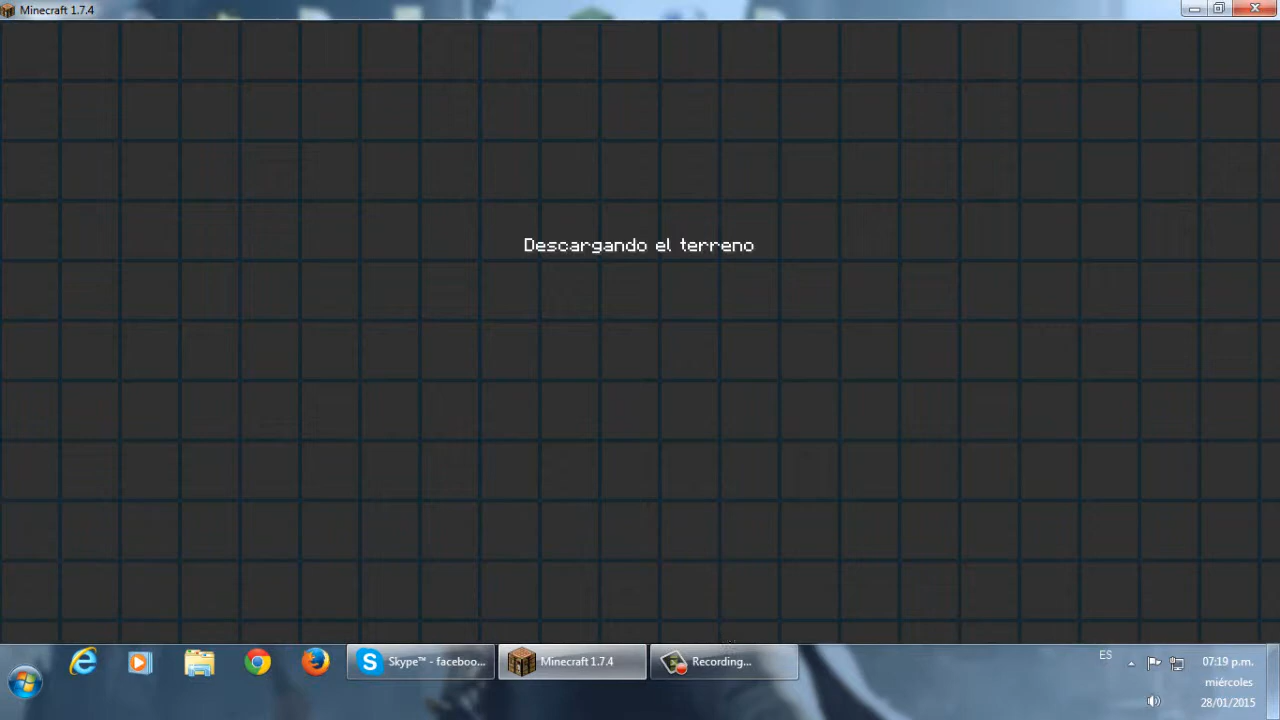 Minecraft 1.7.4
Descargando el terreno
Skype™ - faceboo...
Minecraft 1.7.4
Recording...
ES
07:19 p.m.
miércoles
28/01/2015